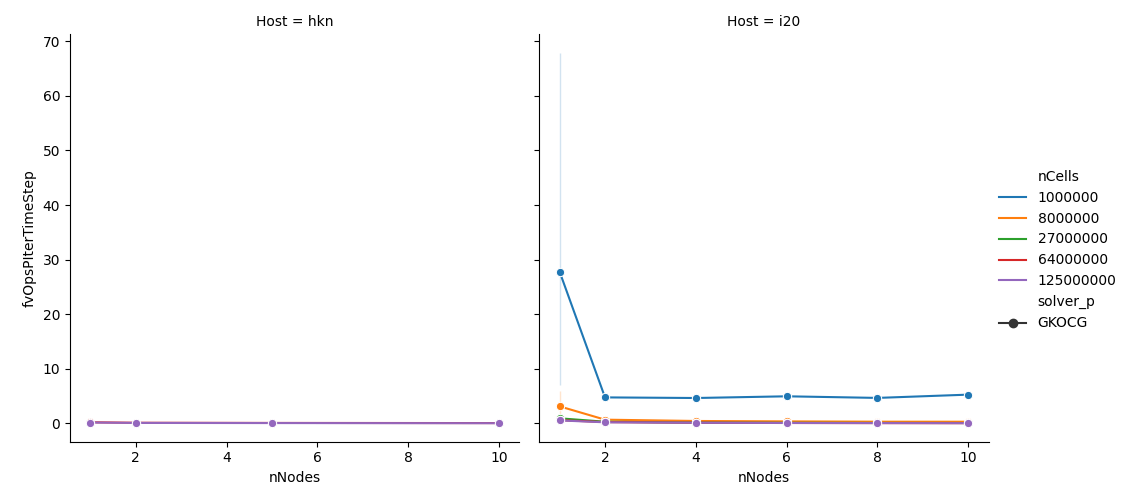 Host = hkn
Host = i20
70
60
50
40
30
20
10
0
fvOpsPIterTimeStep
2
4
6
8
10
nNodes
2
4
6
8
10
nNodes
nCells
1000000
8000000
27000000
64000000
125000000
solver_p
GKOCG